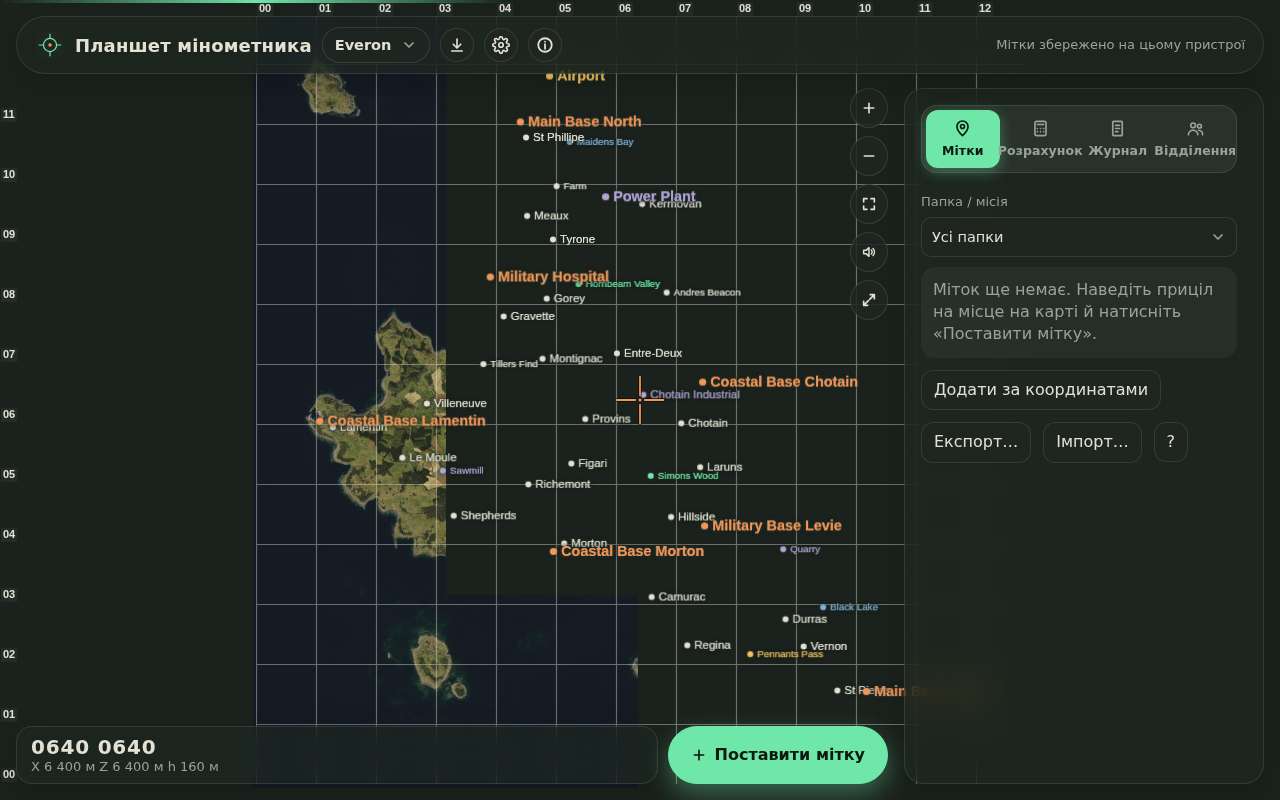 00 01 02 03 04 05 06 07 08 09 10 11 12
Планшет мінометника
Everon
Мітки збережено на цьому пристрої
Airport
11
Main Base North
St Phillipe
Maidens Bay
10
Farm
Power Plant
Kermovan
Meaux
09
Tyrone
Military Hospital
Hornbeam Valley
08
Gorey
Andres Beacon
Gravette
07
Entre-Deux
Tillers Find
Montignac
Coastal Base Chotain
Chotain Industrial
Villeneuve
06
Coastal Base Lamentin
Lamentin
Provins
Chotain
Le Moule
Figari
Laruns
05
Sawmill
Simons Wood
Richemont
Shepherds
Hillside
Military Base Levie
04
Morton
Coastal Base Morton
Quarry
03
Camurac
Black Lake
Durras
Regina
Vernon
02
Pennants Pass
St
Main
01
00
Мітки
Розрахунок
Журнал
Відділення
Папка / місія
Усі папки
Міток ще немає. Наведіть приціл
на місце на карті й натисніть
«Поставити мітку».
Додати за координатами
Експорт…
Імпорт…
?
0640 0640
X 6 400 м Z 6 400 м h 160 м
+ Поставити мітку